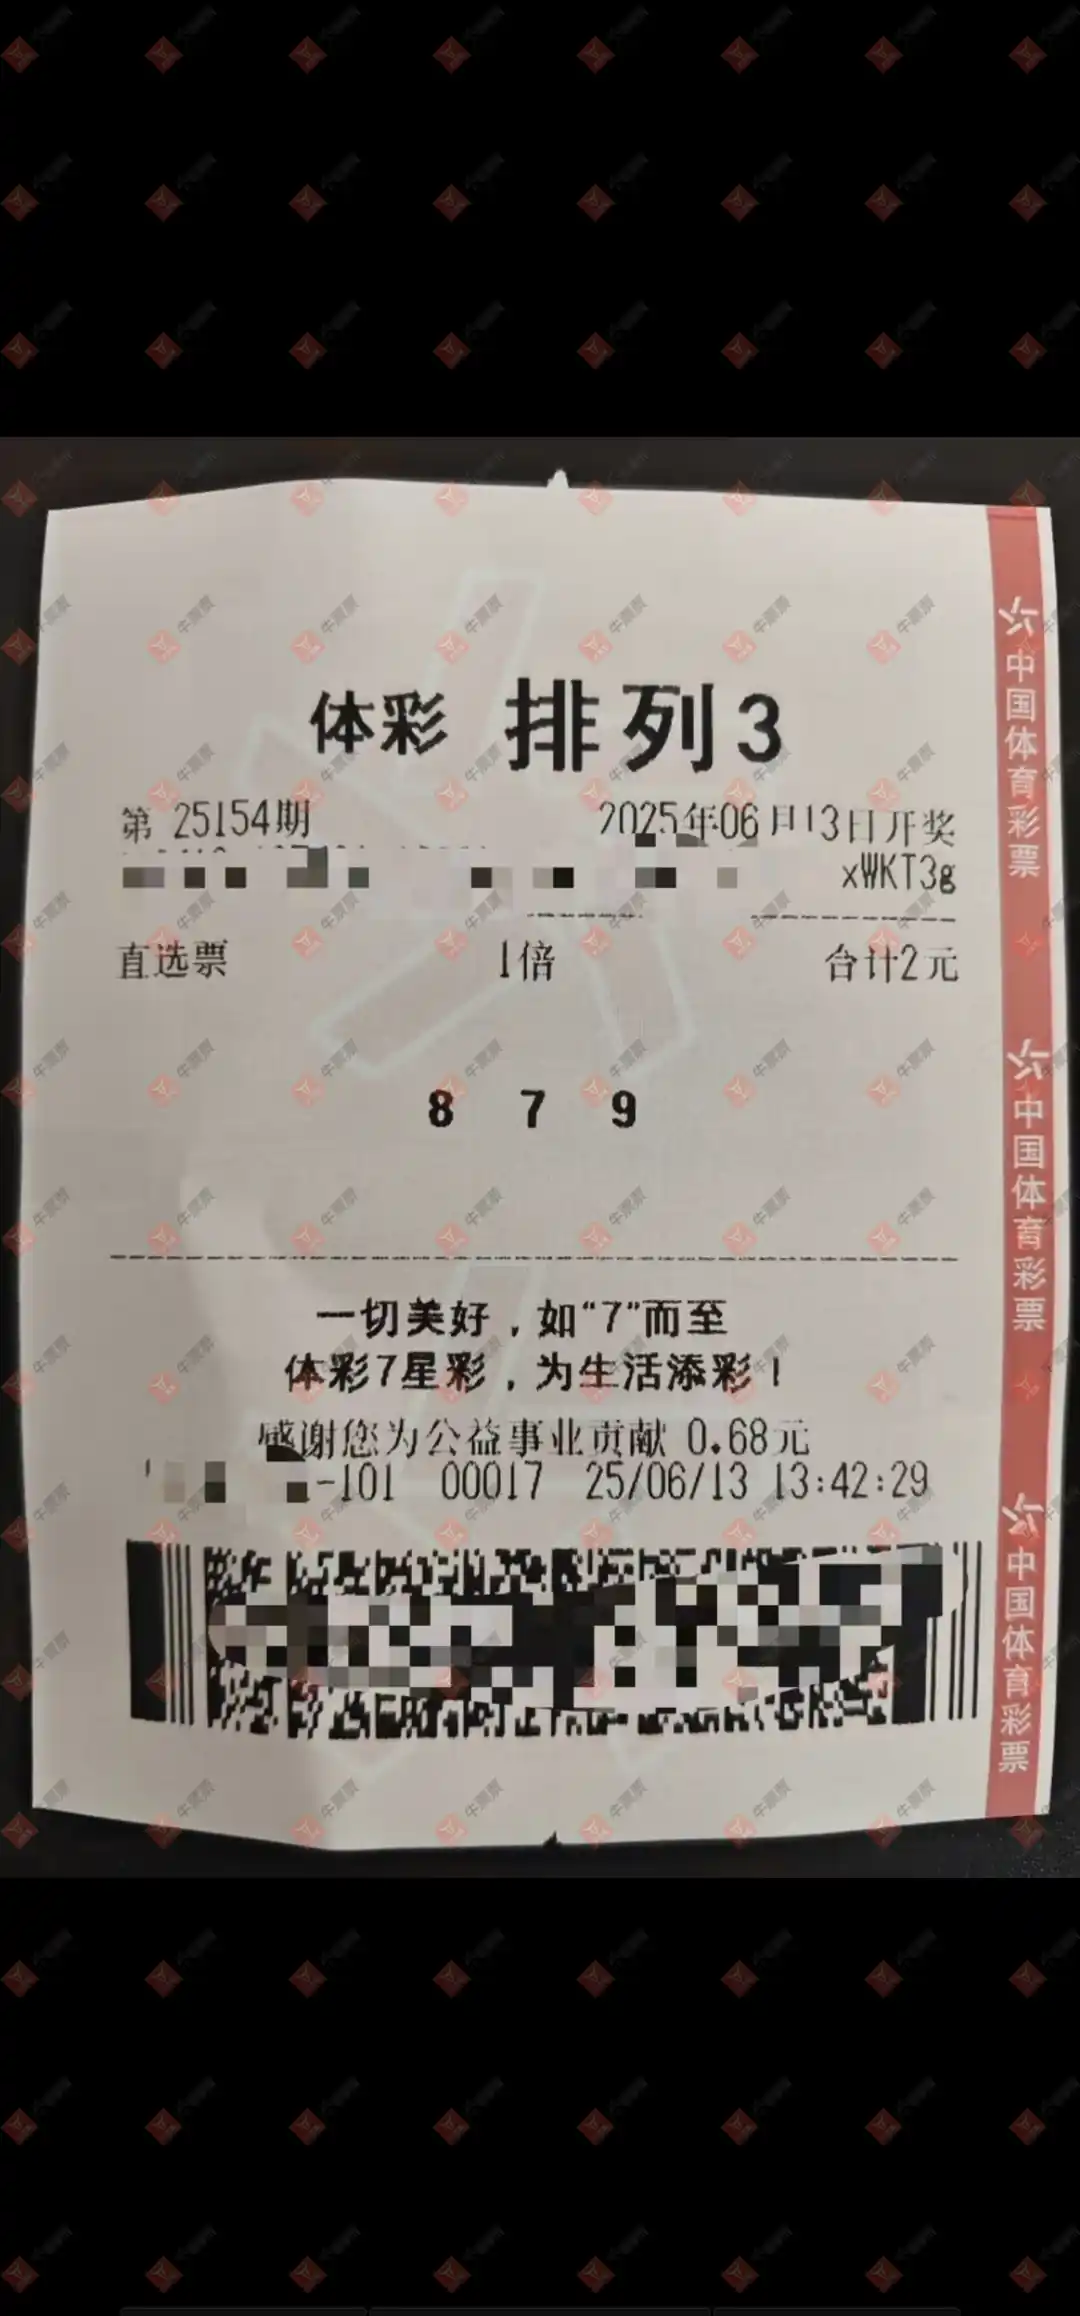 体彩 排列3
第 25154期 2025年06月13日开奖
xWKT3g
直选票 1倍 合计2元
8 7 9
一切美好，如“7”而至
体彩7星彩，为生活添彩！
感谢您为公益事业贡献 0.68元
-101 00017 25/06/13 13:42:29
中国体育彩票
中国体育彩票
中国体育彩票
牛票票